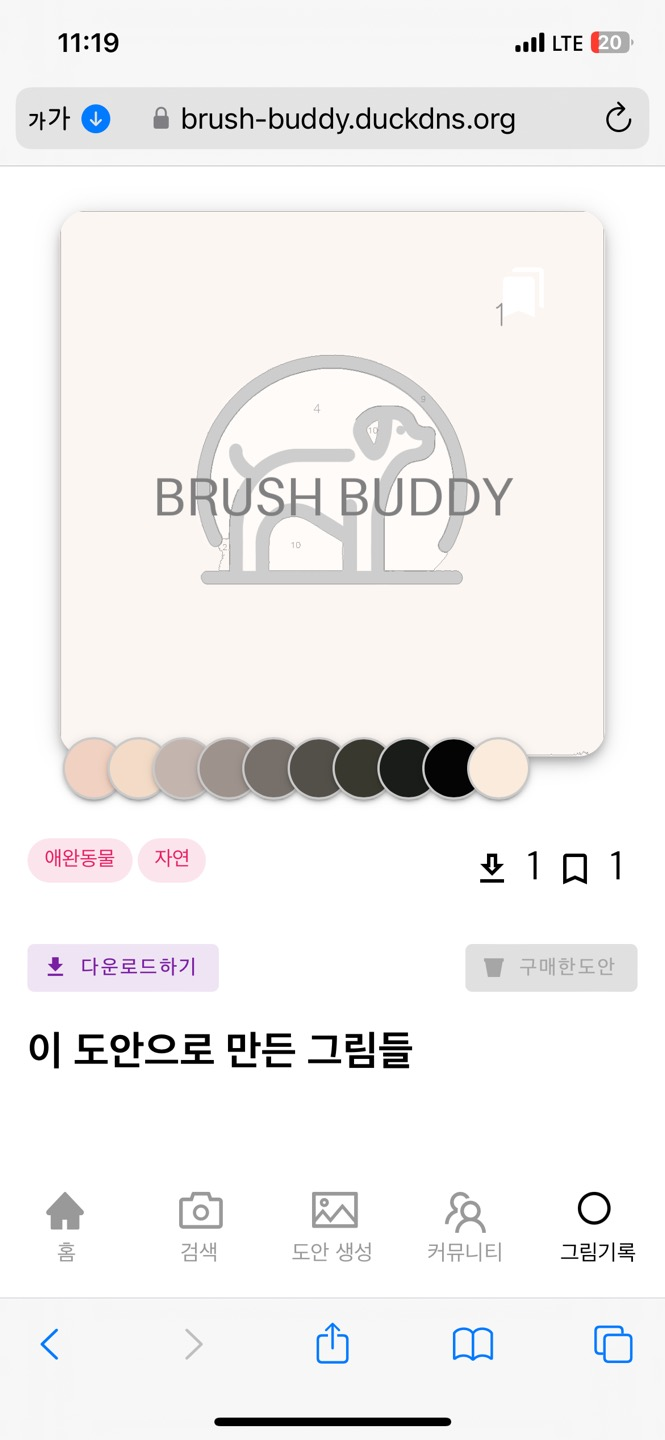 11:19 LTE 20
가가 brush-buddy.duckdns.org
1
4 9
10
BRUSH BUDDY
2
10
애완동물 자연 1 1
다운로드하기 구매한도안
이 도안으로 만든 그림들
홈 검색 도안 생성 커뮤니티 그림기록